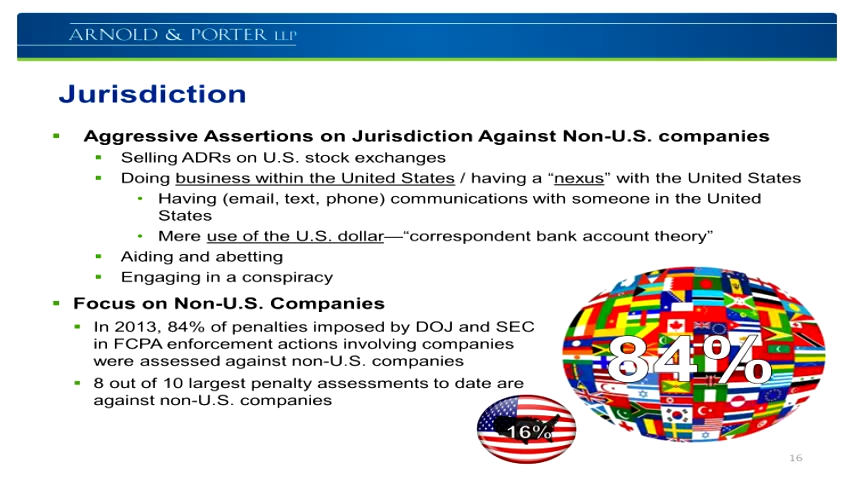 ARNOLD & PORTER LLP
Jurisdiction
Aggressive Assertions on Jurisdiction Against Non-U.S. companies
Selling ADRs on U.S. stock exchanges
Doing business within the United States / having a “nexus” with the United States
Having (email, text, phone) communications with someone in the United
States
Mere use of the U.S. dollar—“correspondent bank account theory”
Aiding and abetting
Engaging in a conspiracy
Focus on Non-U.S. Companies
In 2013, 84% of penalties imposed by DOJ and SEC
in FCPA enforcement actions involving companies
were assessed against non-U.S. companies
8 out of 10 largest penalty assessments to date are
against non-U.S. companies
84%
16%
16